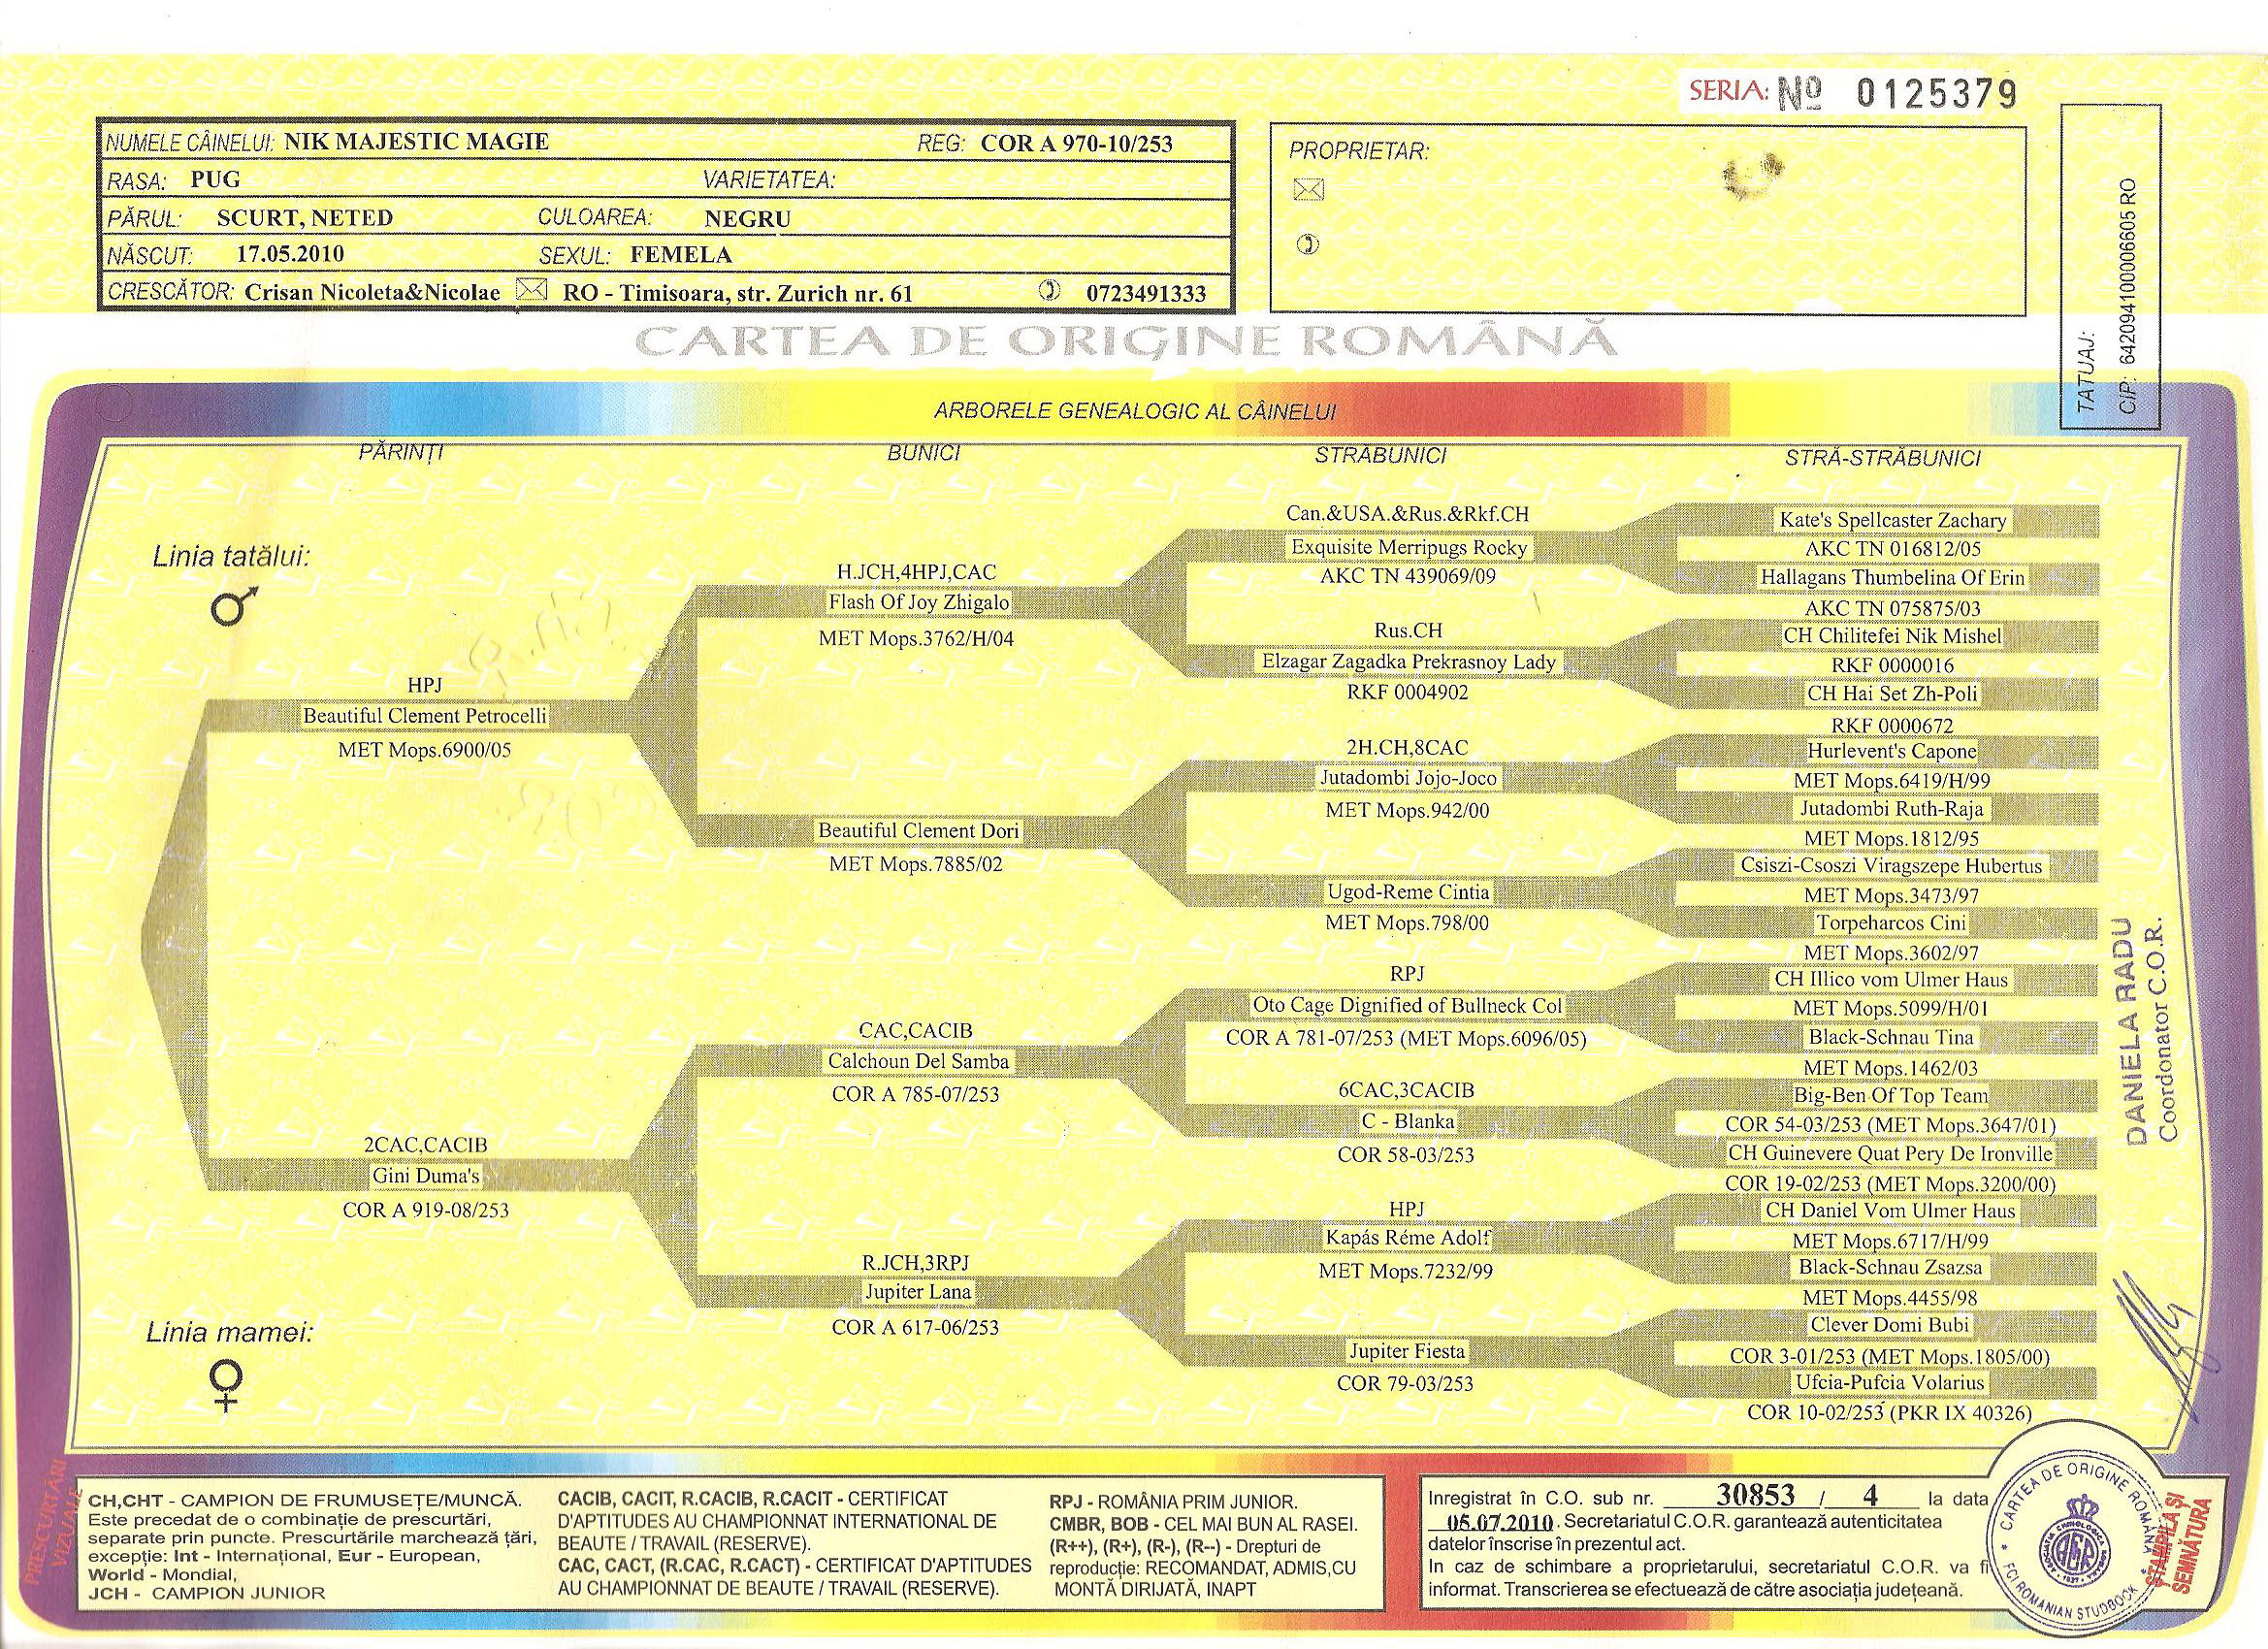 SERIA: Nº 0125379
NUMELE CÂINELUI: NIK MAJESTIC MAGIE REG: COR A 970-10/253
RASA: PUG VARIETATEA:
PĂRUL: SCURT, NETED CULOAREA: NEGRU
NĂSCUT: 17.05.2010 SEXUL: FEMELA
CRESCĂTOR: Crisan Nicoleta&Nicolae RO - Timisoara, str. Zurich nr. 61 0723491333
PROPRIETAR:
TATUAJ:
CIP: 642094100006605 RO
CARTEA DE ORIGINE ROMÂNĂ
ARBORELE GENEALOGIC AL CÂINELUI
PĂRINȚI BUNICI STRĂBUNICI STRĂ-STRĂBUNICI
Linia tatălui:
HPJ
Beautiful Clement Petrocelli
MET Mops.6900/05
2CAC,CACIB
Gini Duma's
COR A 919-08/253
Linia mamei:
H.JCH,4HPJ,CAC
Flash Of Joy Zhigalo
MET Mops.3762/H/04
Beautiful Clement Dori
MET Mops.7885/02
CAC,CACIB
Calchoun Del Samba
COR A 785-07/253
R.JCH,3RPJ
Jupiter Lana
COR A 617-06/253
Can.&USA.&Rus.&Rkf.CH
Exquisite Merripugs Rocky
AKC TN 439069/09
Rus.CH
Elzagar Zagadka Prekrasnoy Lady
RKF 0004902
2H.CH,8CAC
Jutadombi Jojo-Joco
MET Mops.942/00
Ugod-Reme Cintia
MET Mops.798/00
RPJ
Oto Cage Dignified of Bullneck Col
COR A 781-07/253 (MET Mops.6096/05)
6CAC,3CACIB
C - Blanka
COR 58-03/253
HPJ
Kapás Réme Adolf
MET Mops.7232/99
Jupiter Fiesta
COR 79-03/253
Kate's Spellcaster Zachary
AKC TN 016812/05
Hallagans Thumbelina Of Erin
AKC TN 075875/03
CH Chilitefei Nik Mishel
RKF 0000016
CH Hai Set Zh-Poli
RKF 0000672
Hurlevent's Capone
MET Mops.6419/H/99
Jutadombi Ruth-Raja
MET Mops.1812/95
Csiszi-Csoszi Viragszepe Hubertus
MET Mops.3473/97
Torpeharcos Cini
MET Mops.3602/97
CH Illico vom Ulmer Haus
MET Mops.5099/H/01
Black-Schnau Tina
MET Mops.1462/03
Big-Ben Of Top Team
COR 54-03/253 (MET Mops.3647/01)
CH Guinevere Quat Pery De Ironville
COR 19-02/253 (MET Mops.3200/00)
CH Daniel Vom Ulmer Haus
MET Mops.6717/H/99
Black-Schnau Zsazsa
MET Mops.4455/98
Clever Domi Bubi
COR 3-01/253 (MET Mops.1805/00)
Ufcia-Pufcia Volarius
COR 10-02/253 (PKR IX 40326)
DANIELA RADU
Coordonator C.O.R.
PRESCURTĂRI
VIZUALE
CH,CHT - CAMPION DE FRUMUSEȚE/MUNCĂ.
Este precedat de o combinație de prescurtări,
separate prin puncte. Prescurtările marchează țări,
excepție: Int - Internațional, Eur - European,
World - Mondial,
JCH - CAMPION JUNIOR
CACIB, CACIT, R.CACIB, R.CACIT - CERTIFICAT
D'APTITUDES AU CHAMPIONNAT INTERNATIONAL DE
BEAUTE / TRAVAIL (RESERVE).
CAC, CACT, (R.CAC, R.CACT) - CERTIFICAT D'APTITUDES
AU CHAMPIONNAT DE BEAUTE / TRAVAIL (RESERVE).
RPJ - ROMÂNIA PRIM JUNIOR.
CMBR, BOB - CEL MAI BUN AL RASEI.
(R++), (R+), (R-), (R--) - Drepturi de
reproducție: RECOMANDAT, ADMIS,CU
MONTĂ DIRIJATĂ, INAPT
Inregistrat în C.O. sub nr. 30853 / 4 la data
05.07.2010. Secretariatul C.O.R. garantează autenticitatea
datelor înscrise în prezentul act.
In caz de schimbare a proprietarului, secretariatul C.O.R. va fi
informat. Transcrierea se efectuează de către asociația județeană.
CARTEA DE ORIGINE ROMÂNĂ
FCI ROMANIAN STUDBOOK
ȘTAMPILA ȘI
SEMNĂTURA